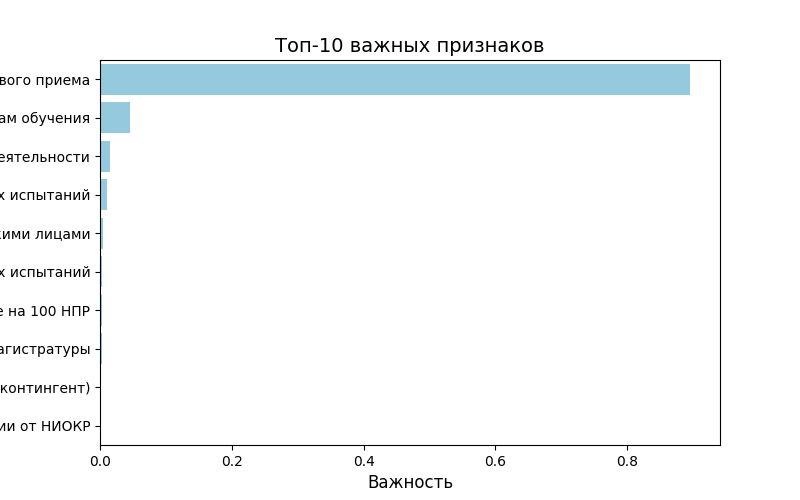 Топ-10 важных признаков
вого приема
ам обучения
еятельности
х испытаний
кими лицами
х испытаний
е на 100 НПР
агистратуры
контингент)
ии от НИОКР
0.0 0.2 0.4 0.6 0.8
Важность